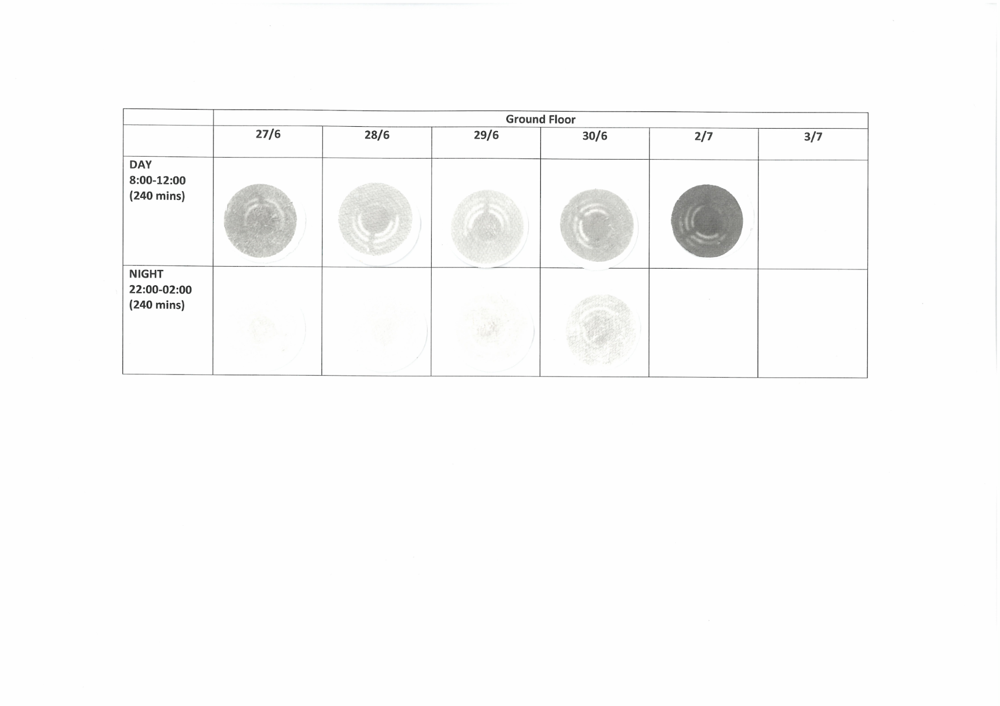 Ground Floor
27/6 28/6 29/6 30/6 2/7 3/7
DAY
8:00-12:00
(240 mins)
NIGHT
22:00-02:00
(240 mins)